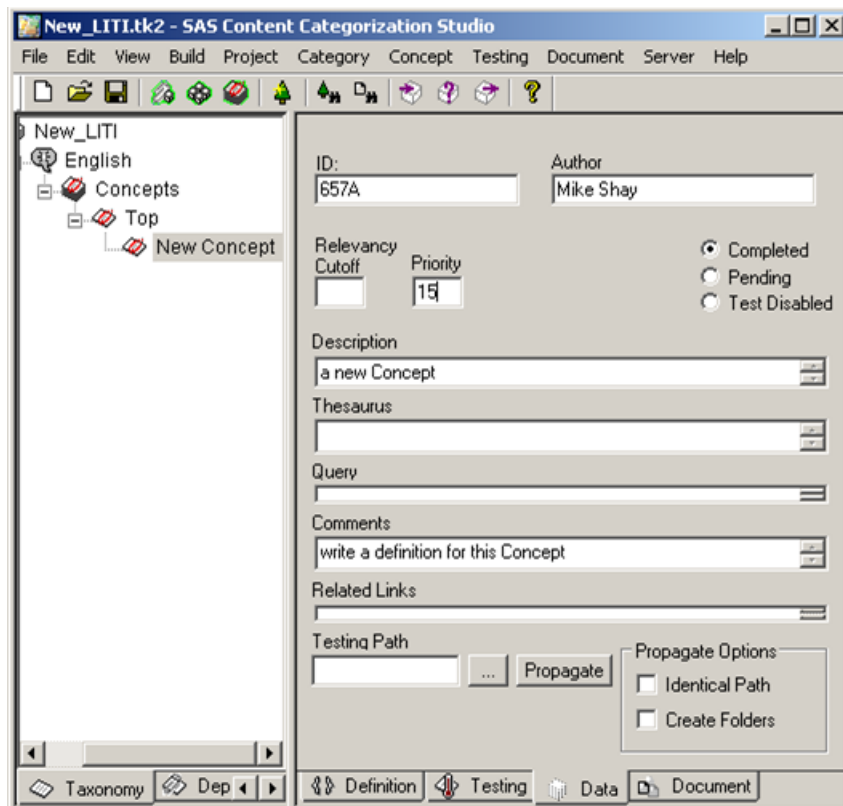 New_LITI.tk2 - SAS Content Categorization Studio
File Edit View Build Project Category Concept Testing Document Server Help
New_LITI
English
Concepts
Top
New Concept
ID:
Author
657A
Mike Shay
Relevancy
Cutoff
Priority
15
Completed
Pending
Test Disabled
Description
a new Concept
Thesaurus
Query
Comments
write a definition for this Concept
Related Links
Testing Path
... Propagate
Propagate Options
Identical Path
Create Folders
Taxonomy Dep
Definition Testing Data Document